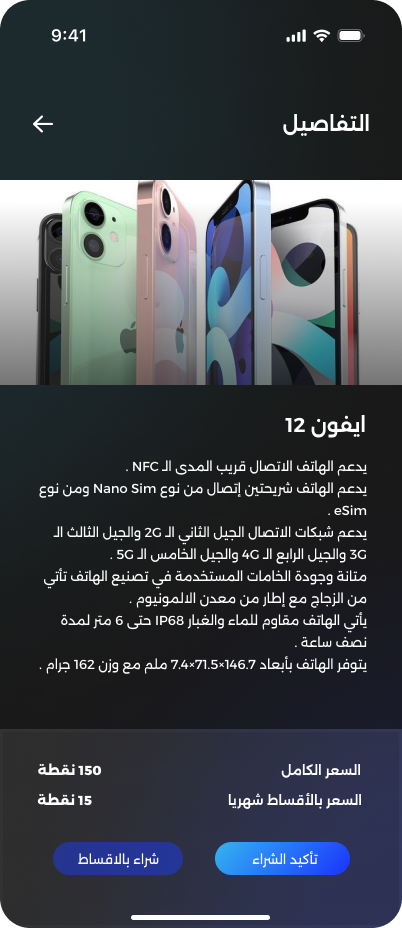 9:41
التفاصيل
ايفون 12
يدعم الهاتف الاتصال قريب المدى الـ NFC .
يدعم الهاتف شريحتين إتصال من نوع Nano Sim ومن نوع
eSim .
يدعم شبكات الاتصال الجيل الثاني الـ 2G والجيل الثالث الـ
3G والجيل الرابع الـ 4G والجيل الخامس الـ 5G .
متانة وجودة الخامات المستخدمة في تصنيع الهاتف تأتي
من الزجاج مع إطار من معدن الالمونيوم .
يأتي الهاتف مقاوم للماء والغبار IP68 حتى 6 متر لمدة
نصف ساعة .
يتوفر الهاتف بأبعاد 146.7×71.5×7.4 ملم مع وزن 162 جرام .
السعر الكامل 150 نقطة
السعر بالأقساط شهريا 15 نقطة
تأكيد الشراء
شراء بالاقساط